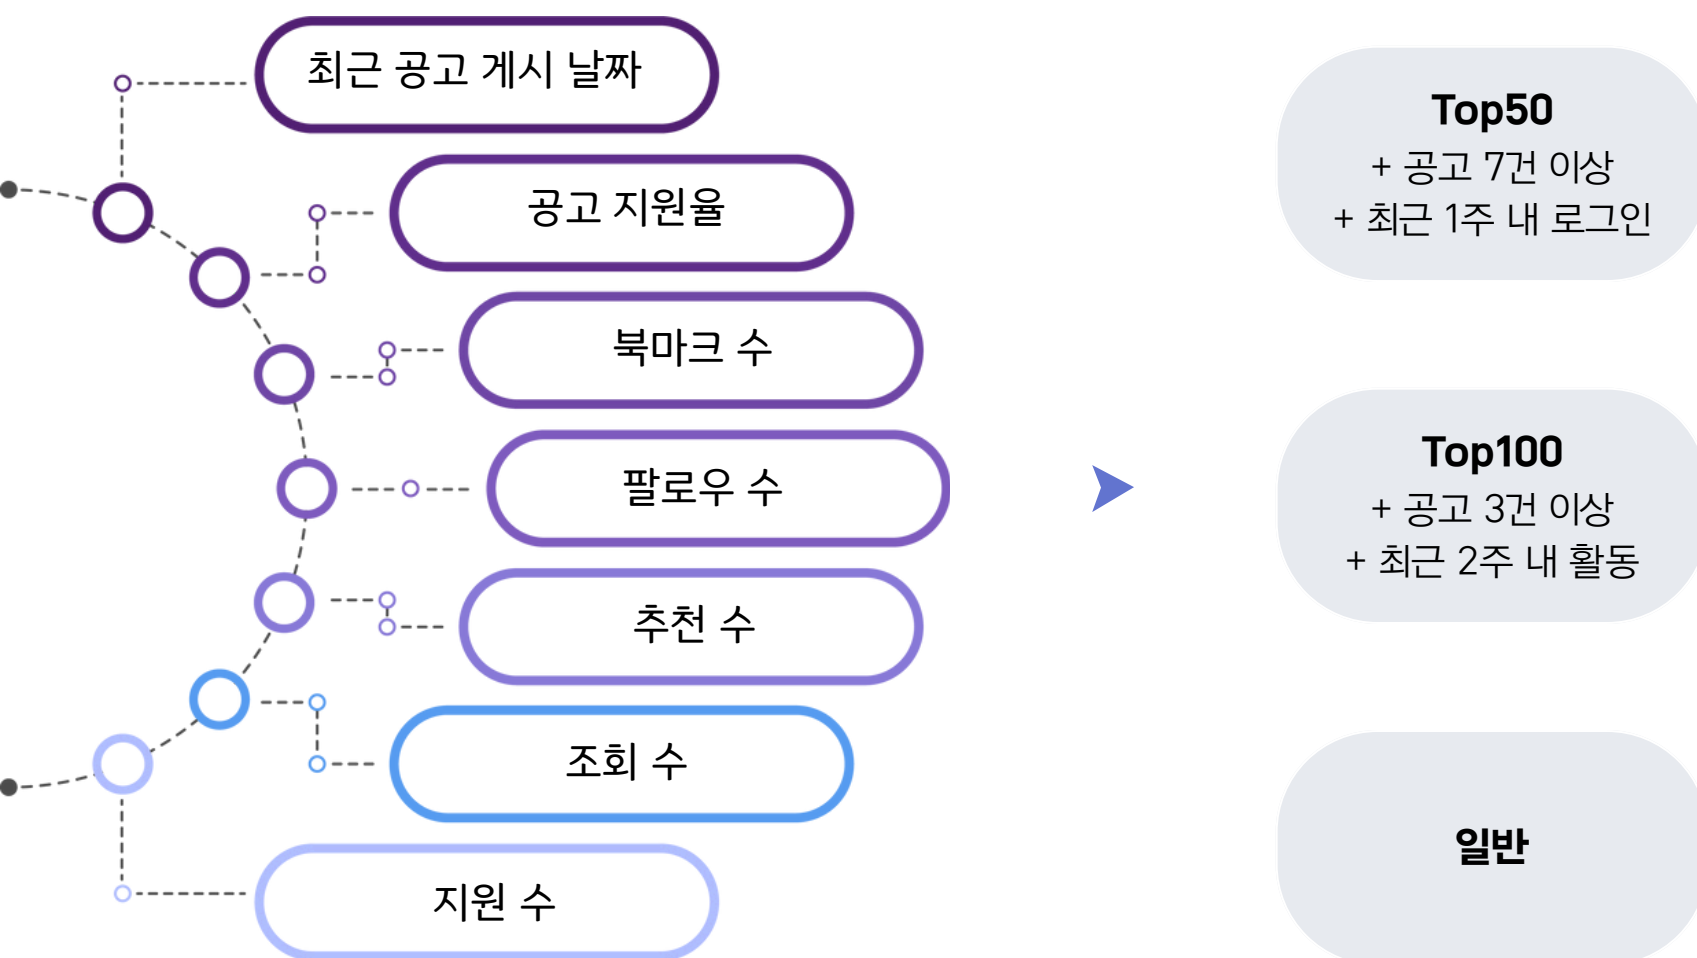 최근 공고 게시 날짜
공고 지원율
북마크 수
팔로우 수
추천 수
조회 수
지원 수
Top50
+ 공고 7건 이상
+ 최근 1주 내 로그인
Top100
+ 공고 3건 이상
+ 최근 2주 내 활동
일반